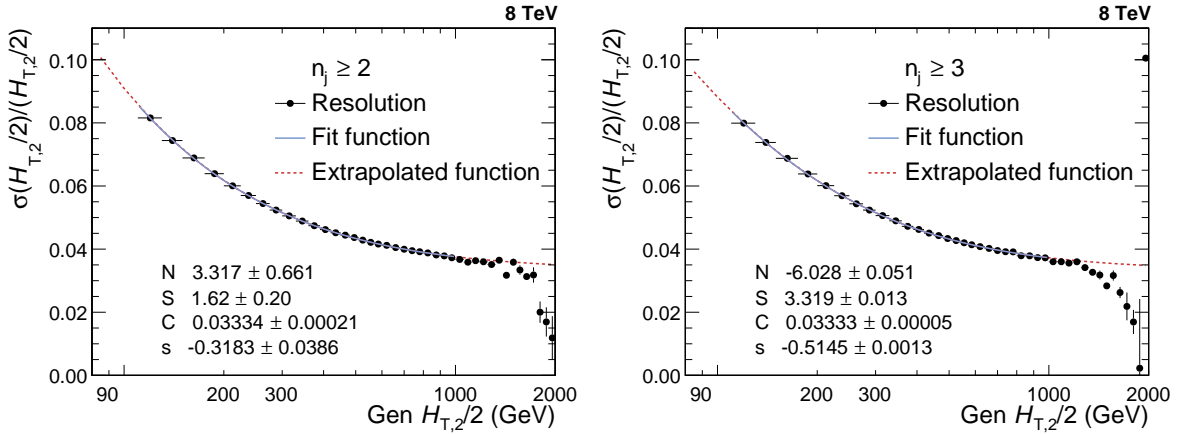 8 TeV
σ(H_T,2/2)/(H_T,2/2)
0.10
0.08
0.06
0.04
0.02
0.00
n_j ≥ 2
Resolution
Fit function
Extrapolated function
N 3.317 ± 0.661
S 1.62 ± 0.20
C 0.03334 ± 0.00021
s -0.3183 ± 0.0386
90 200 300 1000 2000
Gen H_T,2/2 (GeV)
8 TeV
σ(H_T,2/2)/(H_T,2/2)
0.10
0.08
0.06
0.04
0.02
0.00
n_j ≥ 3
Resolution
Fit function
Extrapolated function
N -6.028 ± 0.051
S 3.319 ± 0.013
C 0.03333 ± 0.00005
s -0.5145 ± 0.0013
90 200 300 1000 2000
Gen H_T,2/2 (GeV)